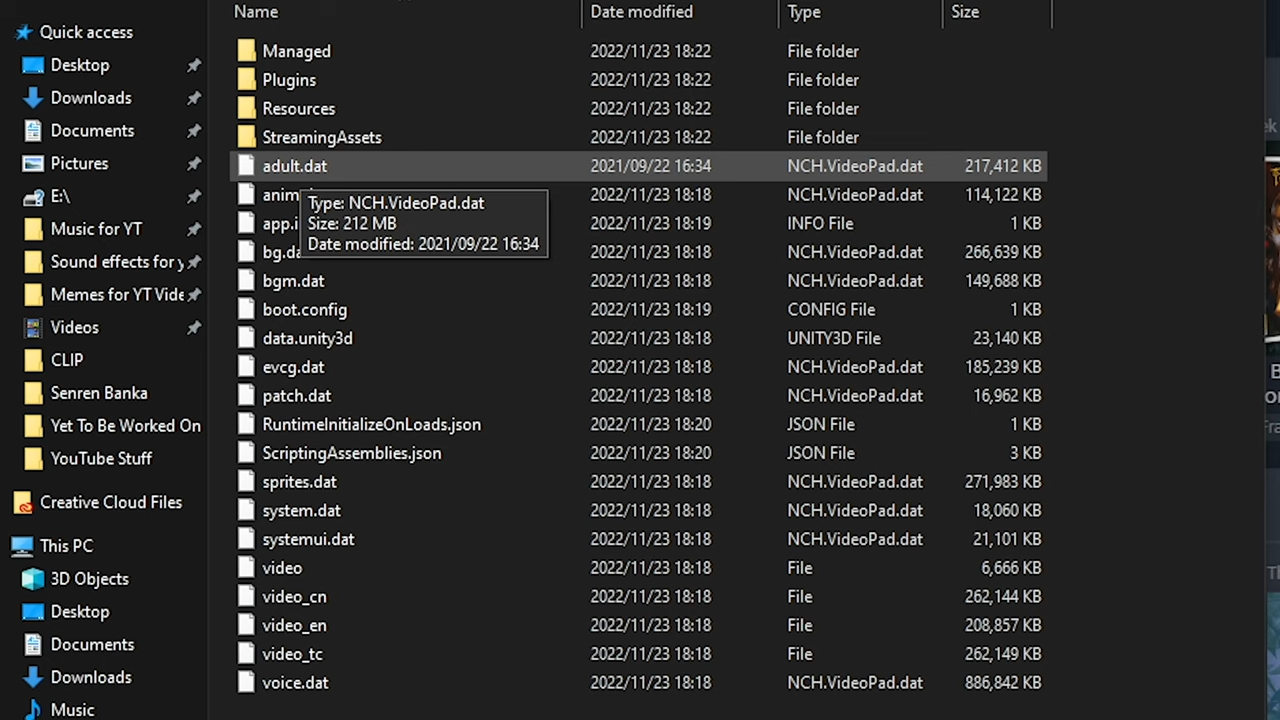 Name Date modified Type Size
Quick access
Desktop
Downloads
Documents
Pictures
E:\
Music for YT
Sound effects for y
Memes for YT Vide
Videos
CLIP
Senren Banka
Yet To Be Worked On
YouTube Stuff
Creative Cloud Files
This PC
3D Objects
Desktop
Documents
Downloads
Music
Managed 2022/11/23 18:22 File folder
Plugins 2022/11/23 18:22 File folder
Resources 2022/11/23 18:22 File folder
StreamingAssets 2022/11/23 18:22 File folder
adult.dat 2021/09/22 16:34 NCH.VideoPad.dat 217,412 KB
anim 2022/11/23 18:18 NCH.VideoPad.dat 114,122 KB
Type: NCH.VideoPad.dat
Size: 212 MB
Date modified: 2021/09/22 16:34
app.i 2022/11/23 18:19 INFO File 1 KB
bg.da 2022/11/23 18:18 NCH.VideoPad.dat 266,639 KB
bgm.dat 2022/11/23 18:18 NCH.VideoPad.dat 149,688 KB
boot.config 2022/11/23 18:19 CONFIG File 1 KB
data.unity3d 2022/11/23 18:18 UNITY3D File 23,140 KB
evcg.dat 2022/11/23 18:18 NCH.VideoPad.dat 185,239 KB
patch.dat 2022/11/23 18:18 NCH.VideoPad.dat 16,962 KB
RuntimeInitializeOnLoads.json 2022/11/23 18:20 JSON File 1 KB
ScriptingAssemblies.json 2022/11/23 18:20 JSON File 3 KB
sprites.dat 2022/11/23 18:18 NCH.VideoPad.dat 271,983 KB
system.dat 2022/11/23 18:18 NCH.VideoPad.dat 18,060 KB
systemui.dat 2022/11/23 18:18 NCH.VideoPad.dat 21,101 KB
video 2022/11/23 18:18 File 6,666 KB
video_cn 2022/11/23 18:18 File 262,144 KB
video_en 2022/11/23 18:18 File 208,857 KB
video_tc 2022/11/23 18:18 File 262,149 KB
voice.dat 2022/11/23 18:18 NCH.VideoPad.dat 886,842 KB